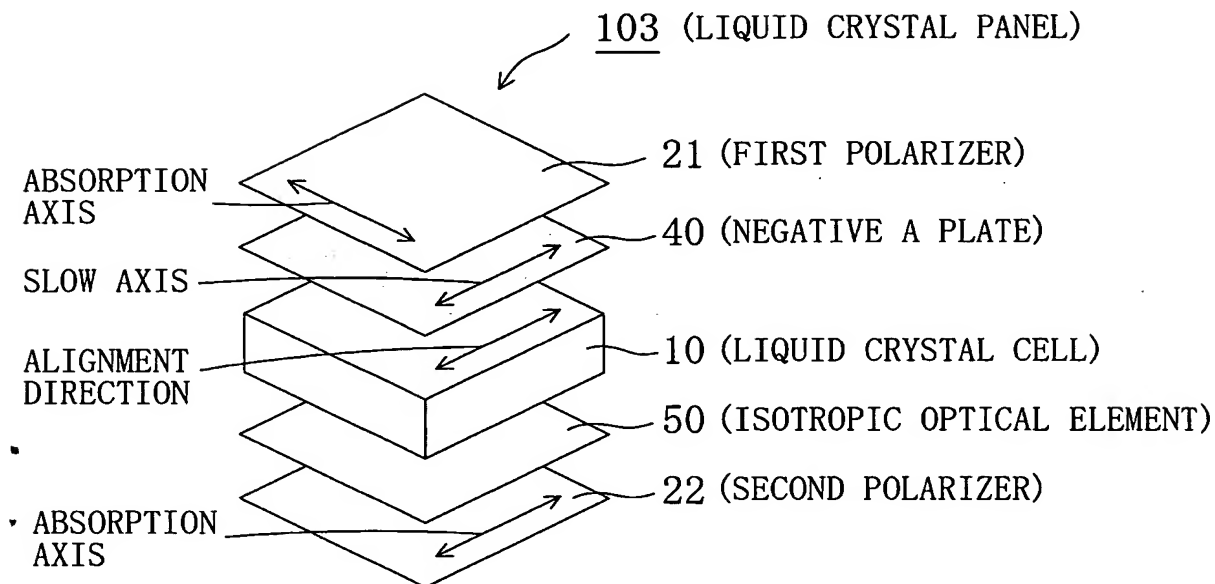 103 (LIQUID CRYSTAL PANEL)
21 (FIRST POLARIZER)
ABSORPTION
AXIS
40 (NEGATIVE A PLATE)
SLOW AXIS
10 (LIQUID CRYSTAL CELL)
ALIGNMENT
DIRECTION
50 (ISOTROPIC OPTICAL ELEMENT)
22 (SECOND POLARIZER)
ABSORPTION
AXIS